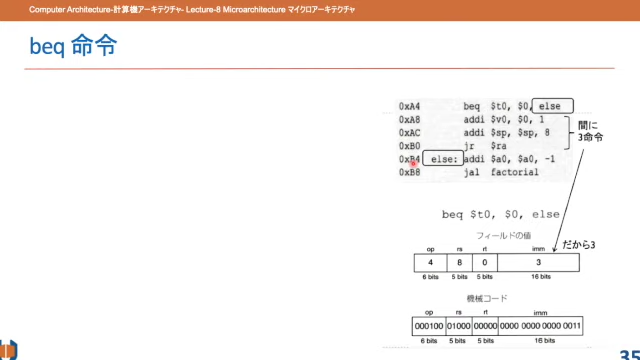 Computer Architecture-計算機アーキテクチャ- Lecture-8 Microarchitecture マイクロアーキテクチャ
beq 命令
0xA4 beq $t0, $0, else
0xA8 addi $v0, $0, 1
0xAC addi $sp, $sp, 8
0xB0 jr $ra
0xB4 else: addi $a0, $a0, -1
0xB8 jal factorial
間に
3命令
beq $t0, $0, else
フィールドの値
だから3
op rs rt imm
4 8 0 3
6 bits 5 bits 5 bits 16 bits
機械コード
op rs rt imm
000100 01000 00000 0000 0000 0000 0011
6 bits 5 bits 5 bits 16 bits
35